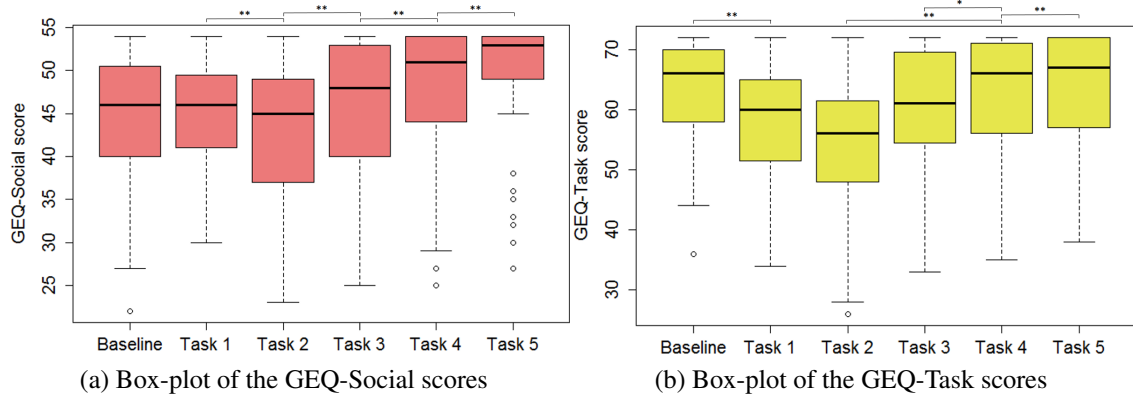 ** ** ** **
GEQ-Social score
55
50
45
40
35
30
25
Baseline Task 1 Task 2 Task 3 Task 4 Task 5
(a) Box-plot of the GEQ-Social scores
*
** ** **
GEQ-Task score
70
60
50
40
30
Baseline Task 1 Task 2 Task 3 Task 4 Task 5
(b) Box-plot of the GEQ-Task scores